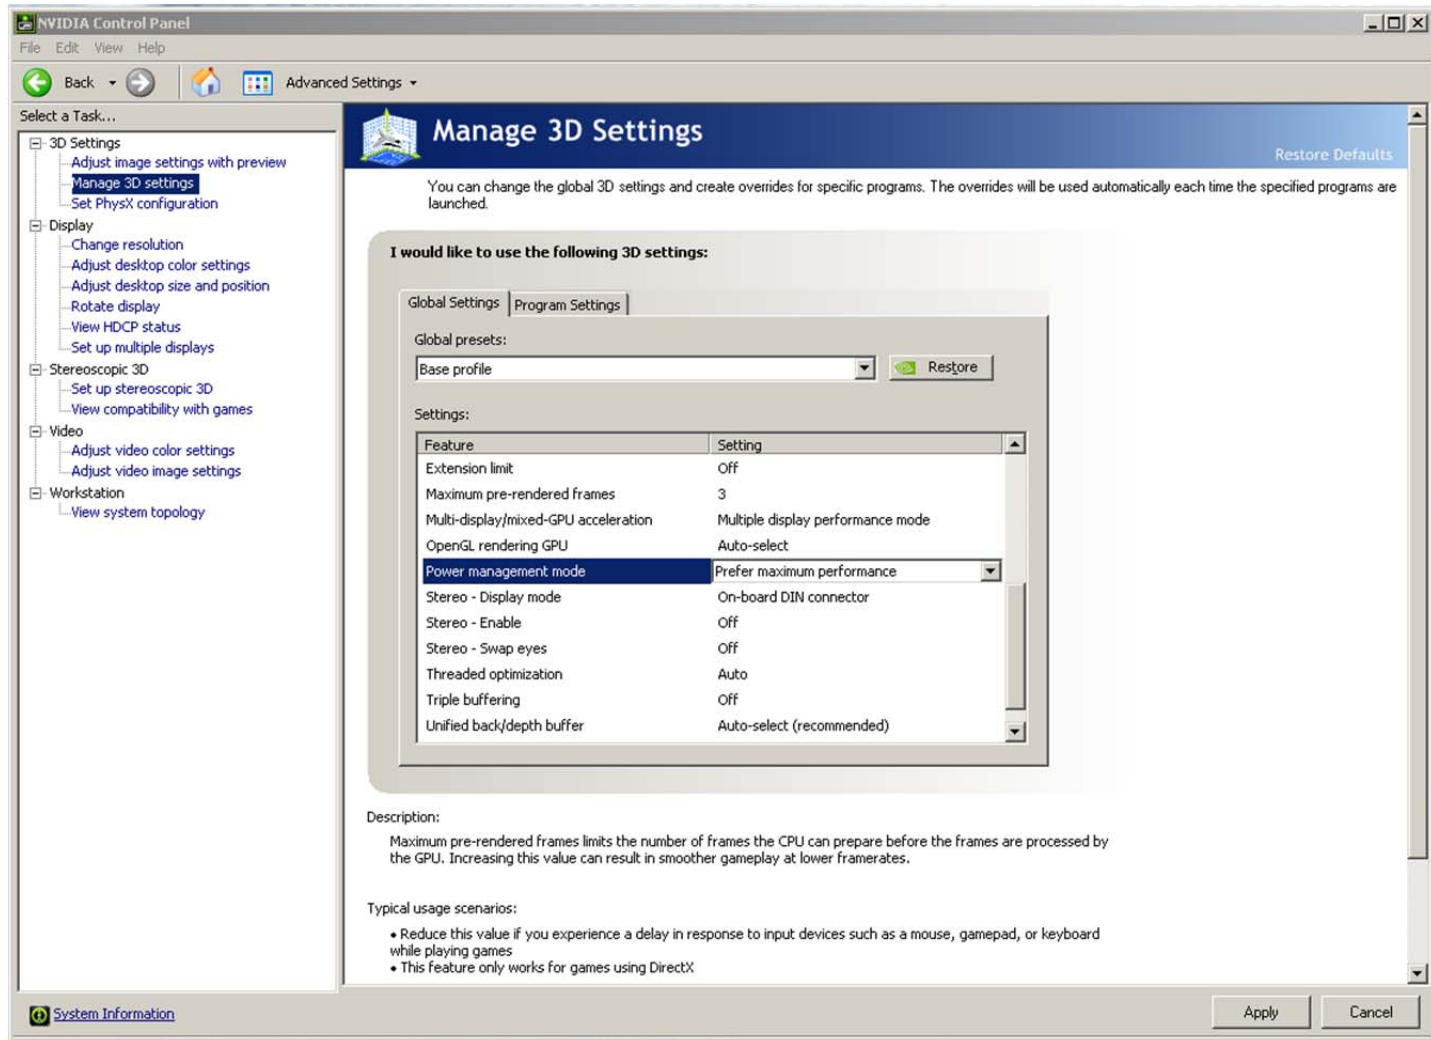 NVIDIA Control Panel
File Edit View Help
Back
Advanced Settings
Select a Task...
3D Settings
Adjust image settings with preview
Manage 3D settings
Set PhysX configuration
Display
Change resolution
Adjust desktop color settings
Adjust desktop size and position
Rotate display
View HDCP status
Set up multiple displays
Stereoscopic 3D
Set up stereoscopic 3D
View compatibility with games
Video
Adjust video color settings
Adjust video image settings
Workstation
View system topology
System Information
Manage 3D Settings
Restore Defaults
You can change the global 3D settings and create overrides for specific programs. The overrides will be used automatically each time the specified programs are
launched.
I would like to use the following 3D settings:
Global Settings Program Settings
Global presets:
Base profile Restore
Settings:
Feature Setting
Extension limit Off
Maximum pre-rendered frames 3
Multi-display/mixed-GPU acceleration Multiple display performance mode
OpenGL rendering GPU Auto-select
Power management mode Prefer maximum performance
Stereo - Display mode On-board DIN connector
Stereo - Enable Off
Stereo - Swap eyes Off
Threaded optimization Auto
Triple buffering Off
Unified back/depth buffer Auto-select (recommended)
Description:
Maximum pre-rendered frames limits the number of frames the CPU can prepare before the frames are processed by
the GPU. Increasing this value can result in smoother gameplay at lower framerates.
Typical usage scenarios:
• Reduce this value if you experience a delay in response to input devices such as a mouse, gamepad, or keyboard
while playing games
• This feature only works for games using DirectX
Apply Cancel